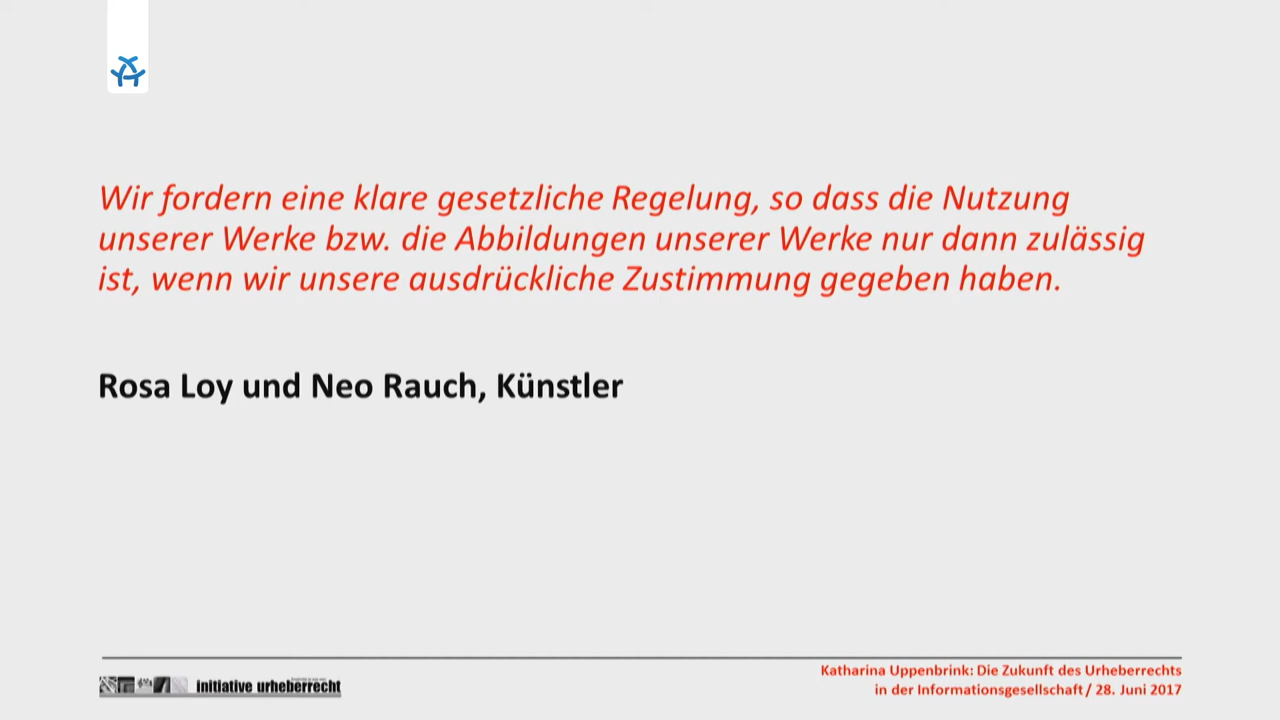 Wir fordern eine klare gesetzliche Regelung, so dass die Nutzung
unserer Werke bzw. die Abbildungen unserer Werke nur dann zulässig
ist, wenn wir unsere ausdrückliche Zustimmung gegeben haben.
Rosa Loy und Neo Rauch, Künstler
initiative urheberrecht
Katharina Uppenbrink: Die Zukunft des Urheberrechts
in der Informationsgesellschaft / 28. Juni 2017